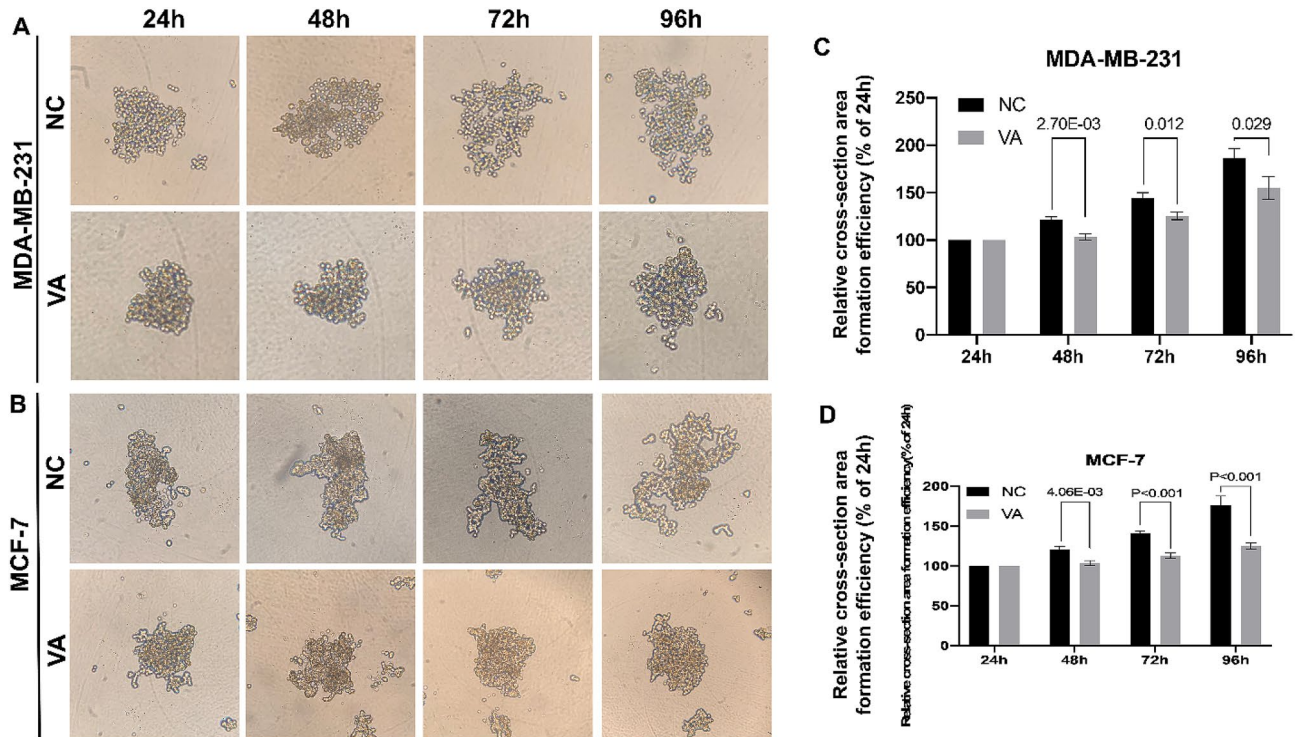 A
24h
48h
72h
96h
MDA-MB-231
NC
VA
B
MCF-7
NC
VA
C
MDA-MB-231
Relative cross-section area
formation efficiency (% of 24h)
250
200
150
100
50
0
NC
VA
2.70E-03
0.012
0.029
24h
48h
72h
96h
D
MCF-7
Relative cross-section area
formation efficiency (% of 24h)
Relative cross-section area formation efficiency (% of 24h)
200
150
100
50
0
NC
VA
4.06E-03
P<0.001
P<0.001
24h
48h
72h
96h